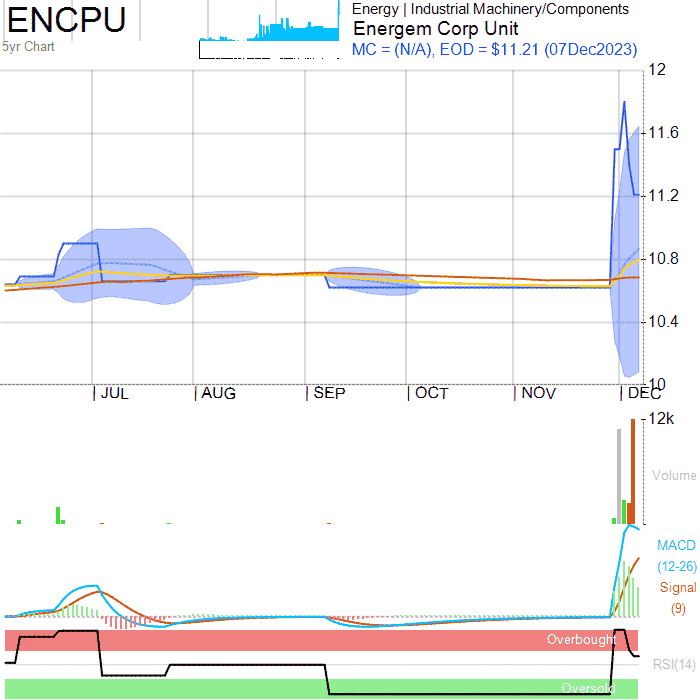 ENCPU
5yr Chart
Energy | Industrial Machinery/Components
Energem Corp Unit
MC = (N/A), EOD = $11.21 (07Dec2023)
12
11.6
11.2
10.8
10.4
10
JUL AUG SEP OCT NOV DEC
12k
Volume
MACD
(12-26)
Signal
(9)
Overbought
RSI(14)
Oversold